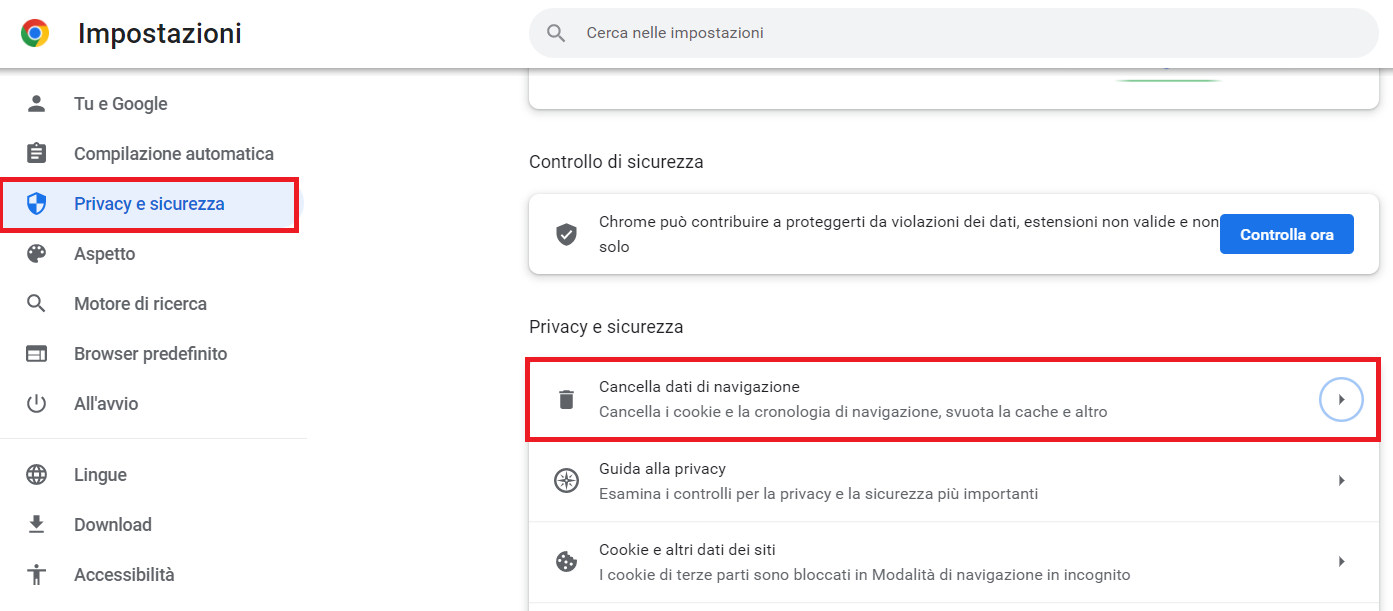 Impostazioni
Cerca nelle impostazioni
Tu e Google
Compilazione automatica
Privacy e sicurezza
Aspetto
Motore di ricerca
Browser predefinito
All'avvio
Lingue
Download
Accessibilità
Controllo di sicurezza
Chrome può contribuire a proteggerti da violazioni dei dati, estensioni non valide e non
solo
Controlla ora
Privacy e sicurezza
Cancella dati di navigazione
Cancella i cookie e la cronologia di navigazione, svuota la cache e altro
Guida alla privacy
Esamina i controlli per la privacy e la sicurezza più importanti
Cookie e altri dati dei siti
I cookie di terze parti sono bloccati in Modalità di navigazione in incognito